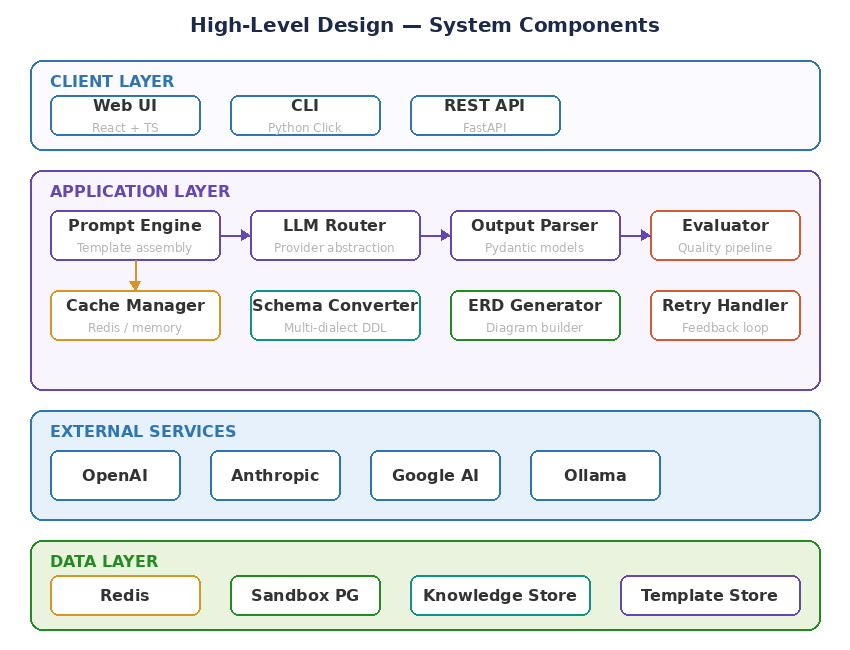 High-Level Design — System Components
CLIENT LAYER
Web UI
React + TS
CLI
Python Click
REST API
FastAPI
APPLICATION LAYER
Prompt Engine
Template assembly
LLM Router
Provider abstraction
Output Parser
Pydantic models
Evaluator
Quality pipeline
Cache Manager
Redis / memory
Schema Converter
Multi-dialect DDL
ERD Generator
Diagram builder
Retry Handler
Feedback loop
EXTERNAL SERVICES
OpenAI
Anthropic
Google AI
Ollama
DATA LAYER
Redis
Sandbox PG
Knowledge Store
Template Store